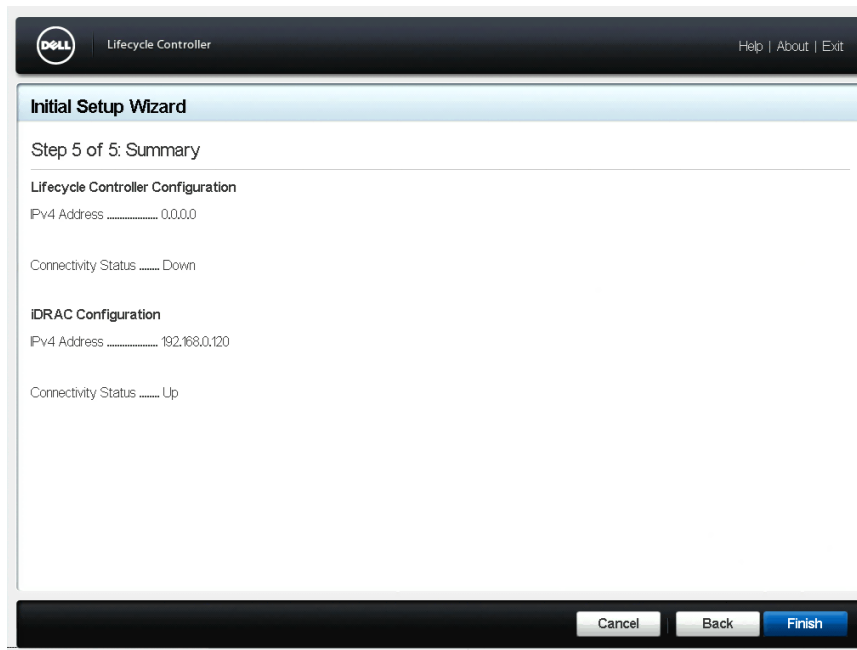 DELL
Lifecycle Controller
Help | About | Exit
Initial Setup Wizard
Step 5 of 5: Summary
Lifecycle Controller Configuration
IPv4 Address ................... 0.0.0.0
Connectivity Status ........ Down
iDRAC Configuration
IPv4 Address ................... 192.168.0.120
Connectivity Status ........ Up
Cancel
Back
Finish